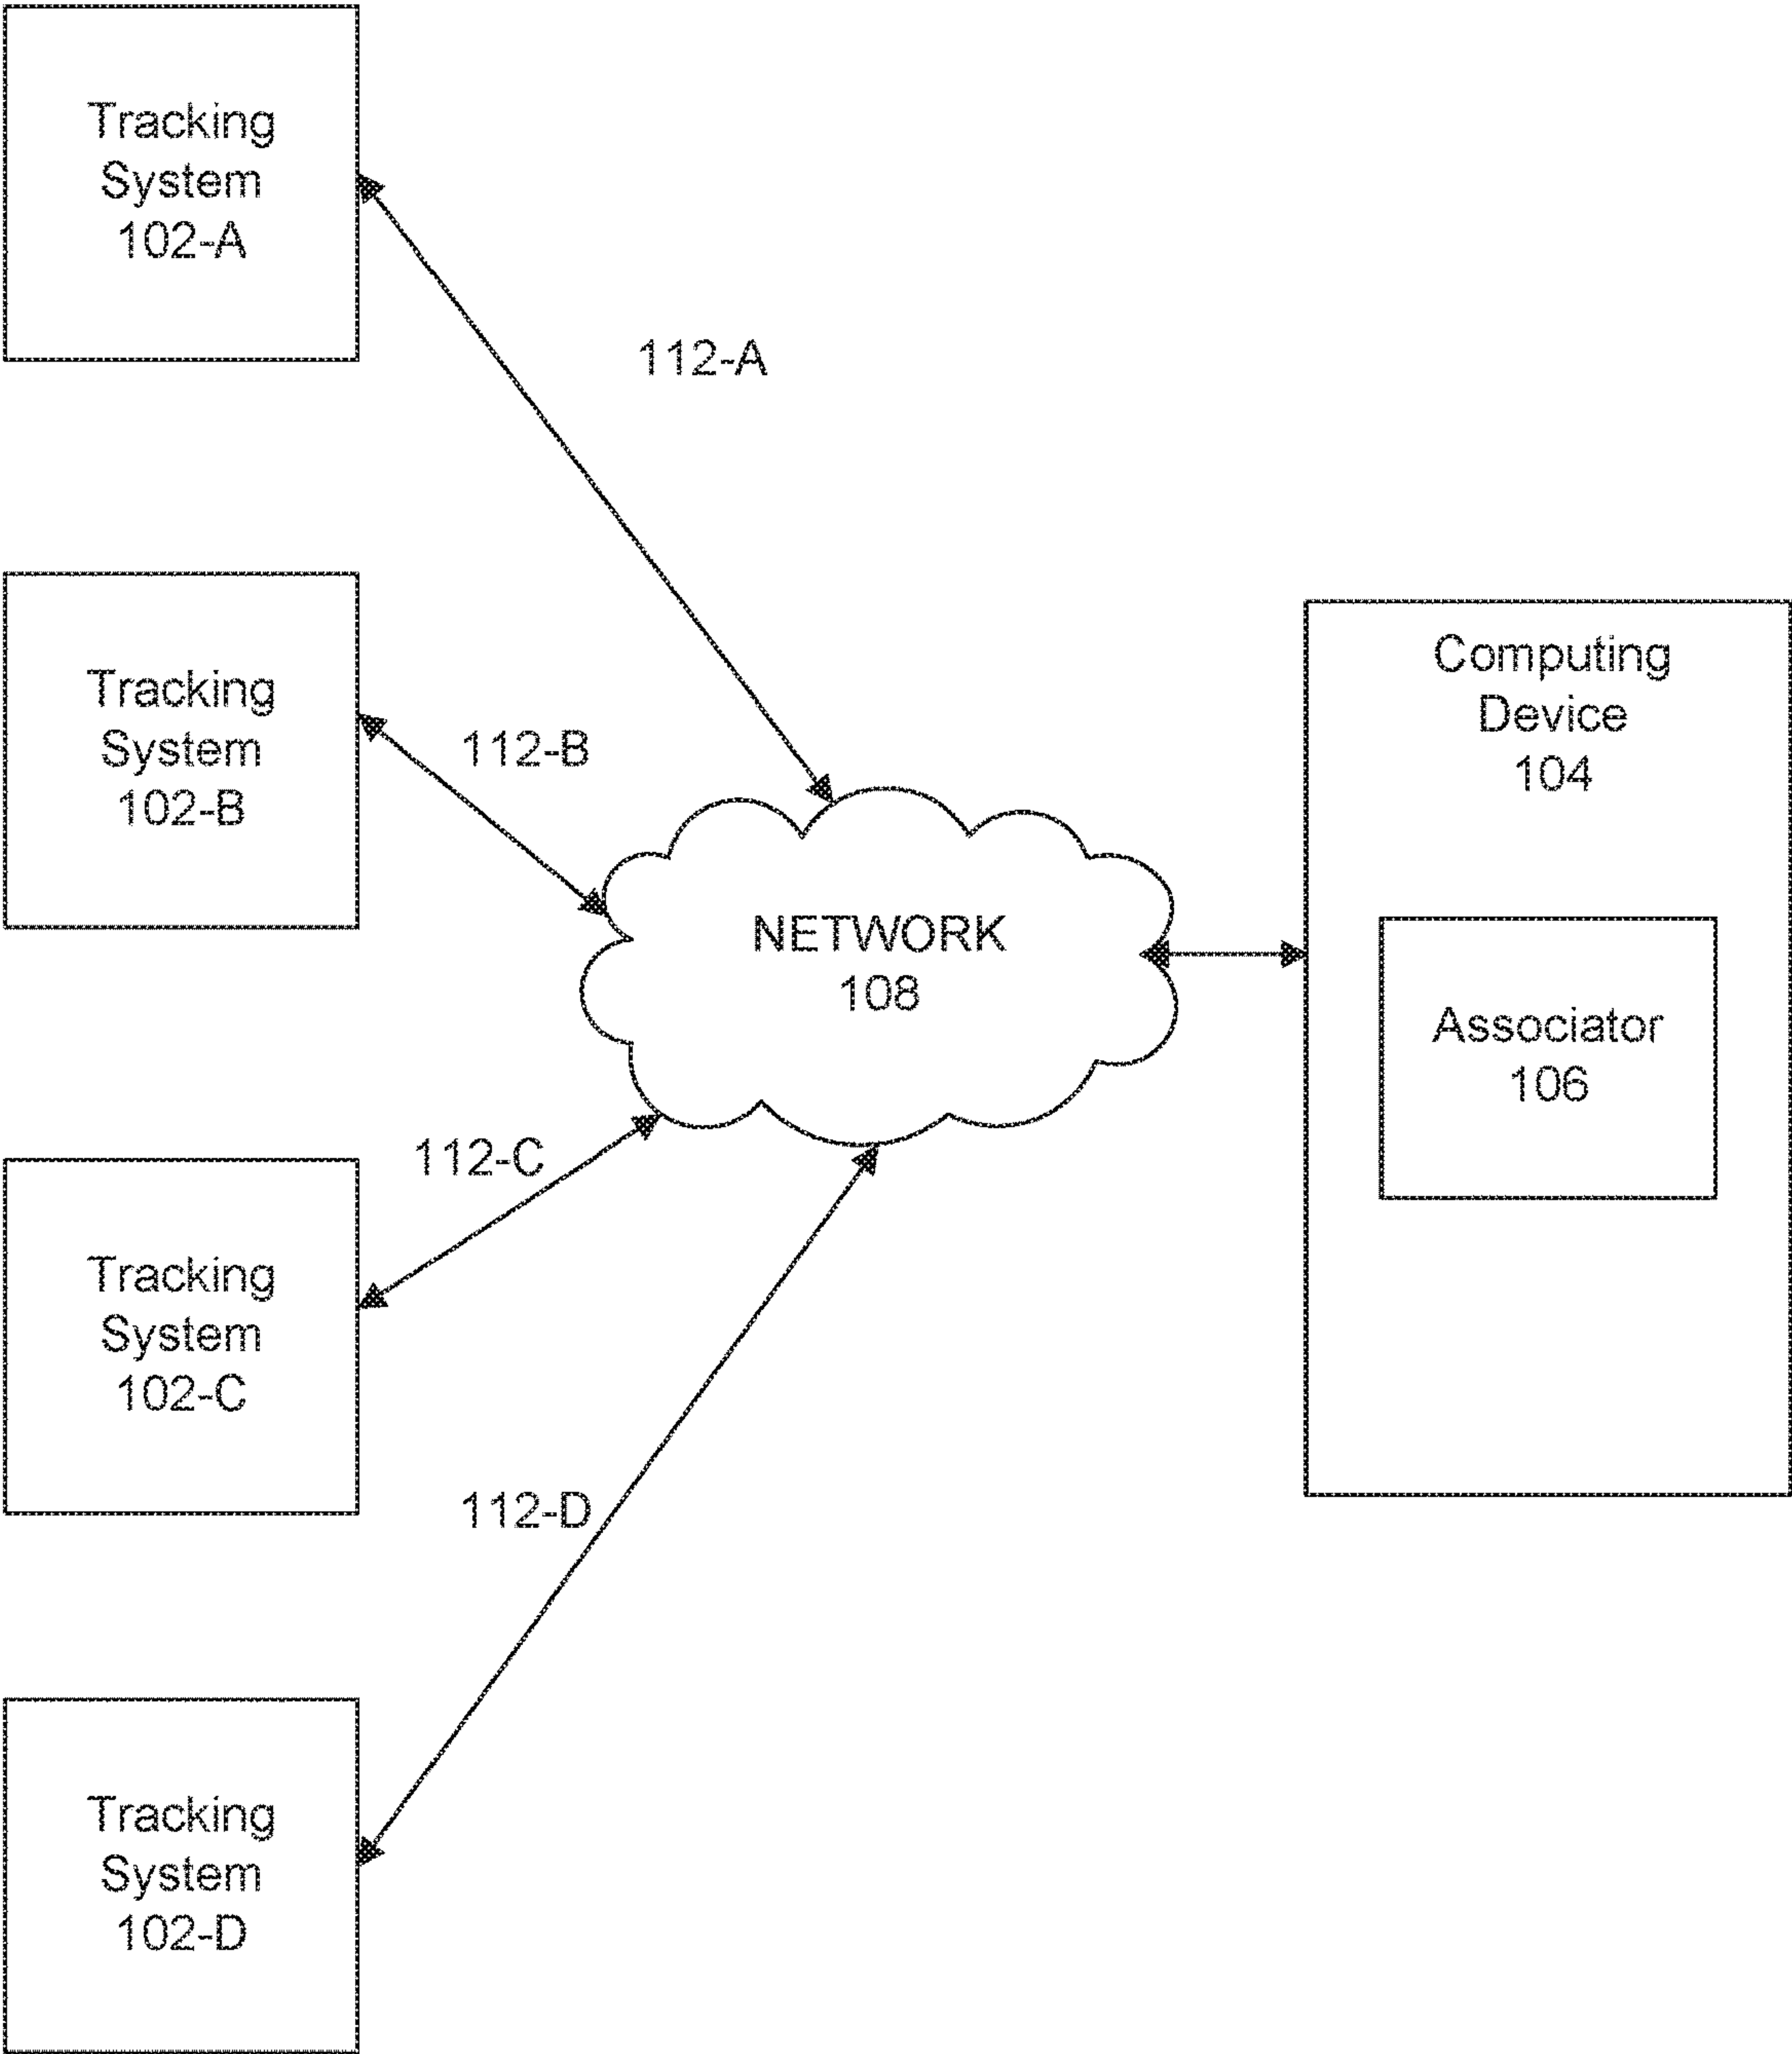 Tracking
System
102-A
112-A
Tracking
System
102-B
112-B
Computing
Device
104
NETWORK
108
Associator
106
112-C
Tracking
System
102-C
112-D
Tracking
System
102-D